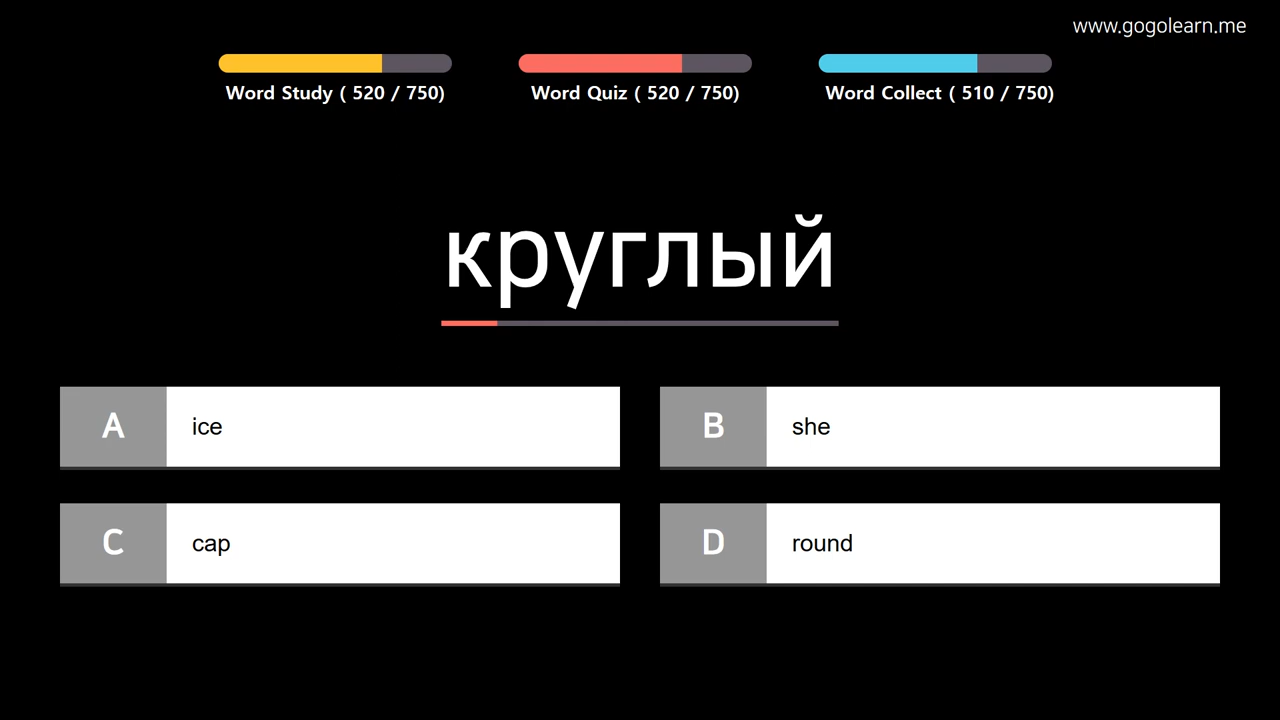 www.gogolearn.me
Word Study ( 520 / 750)
Word Quiz ( 520 / 750)
Word Collect ( 510 / 750)
круглый
A ice
B she
C cap
D round